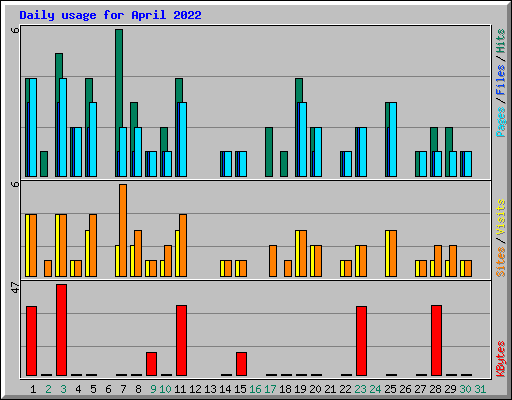 Daily usage for April 2022
6
Pages / Files / Hits
6
Sites / Visits
47
KBytes
1 2 3 4 5 6 7 8 9 10 11 12 13 14 15 16 17 18 19 20 21 22 23 24 25 26 27 28 29 30 31